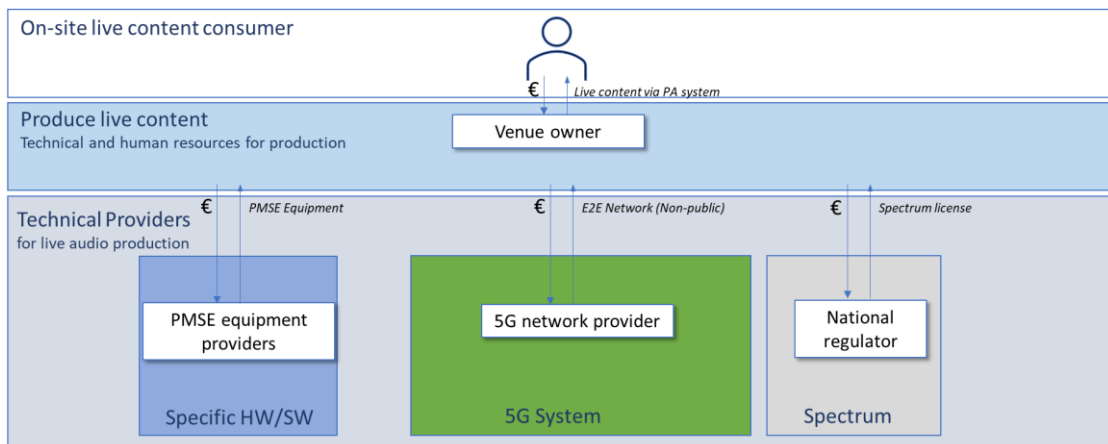 On-site live content consumer
€
Live content via PA system
Produce live content
Technical and human resources for production
Venue owner
€
PMSE Equipment
€
E2E Network (Non-public)
€
Spectrum license
Technical Providers
for live audio production
PMSE equipment
providers
5G network provider
National
regulator
Specific HW/SW
5G System
Spectrum